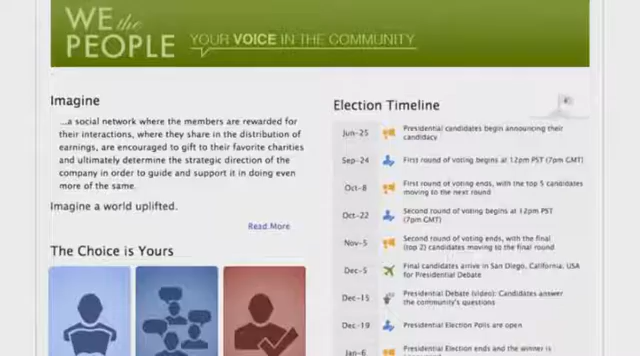 WE the
PEOPLE
YOUR VOICE IN THE COMMUNITY
Imagine
...a social network where the members are rewarded for
their interactions, where they share in the distribution of
earnings, are encouraged to gift to their favorite charities
and ultimately determine the strategic direction of the
company in order to guide and support it in doing even
more of the same.
Imagine a world uplifted.
Read More
The Choice is Yours
Election Timeline
Jun-25 Presidential candidates begin announcing their
candidacy
Sep-24 First round of voting begins at 12pm PST (7pm GMT)
Oct-8 First round of voting ends, with the top 5 candidates
moving to the next round
Oct-22 Second round of voting begins at 12pm PST
(7pm GMT)
Nov-5 Second round of voting ends, with the final
(top 2) candidates moving to the final round
Dec-5 Final candidates arrive in San Diego, California, USA
for Presidential Debate
Dec-15 Presidential Debate (video): Candidates answer
the community's questions
Dec-19 Presidential Election Polls are open
Jan-6 Presidential Election ends and the winner is